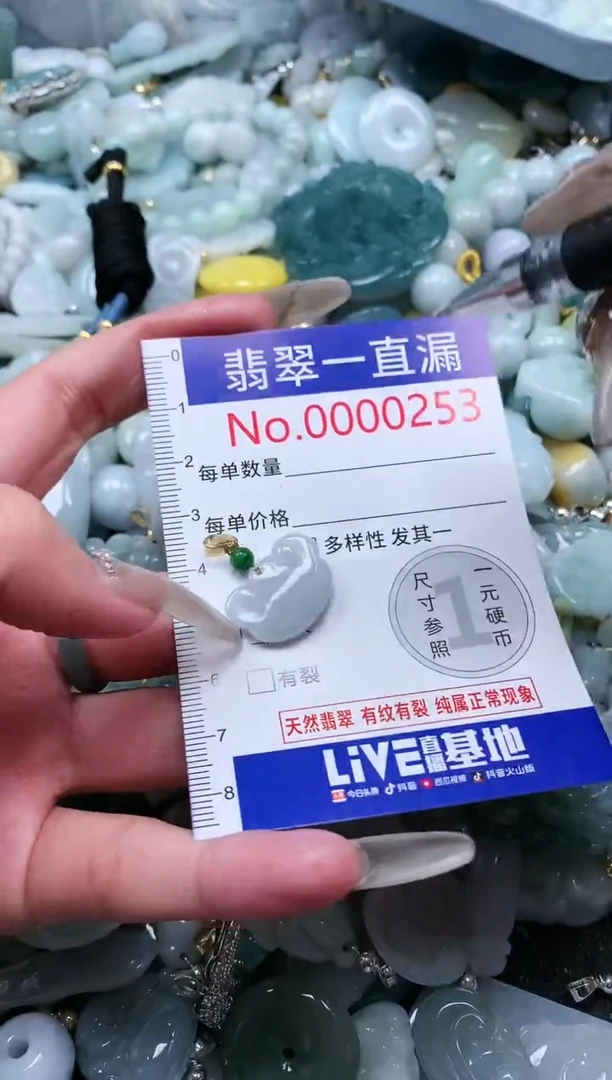 翡翠一直漏
No.0000253
每单数量
每单价格
多样性 发其一
有裂
尺寸参照
1
一元硬币
天然翡翠 有纹有裂 纯属正常现象
LiVE直播基地
今日头条 抖音 西瓜视频 抖音火山版
0
1
2
3
4
6
7
8